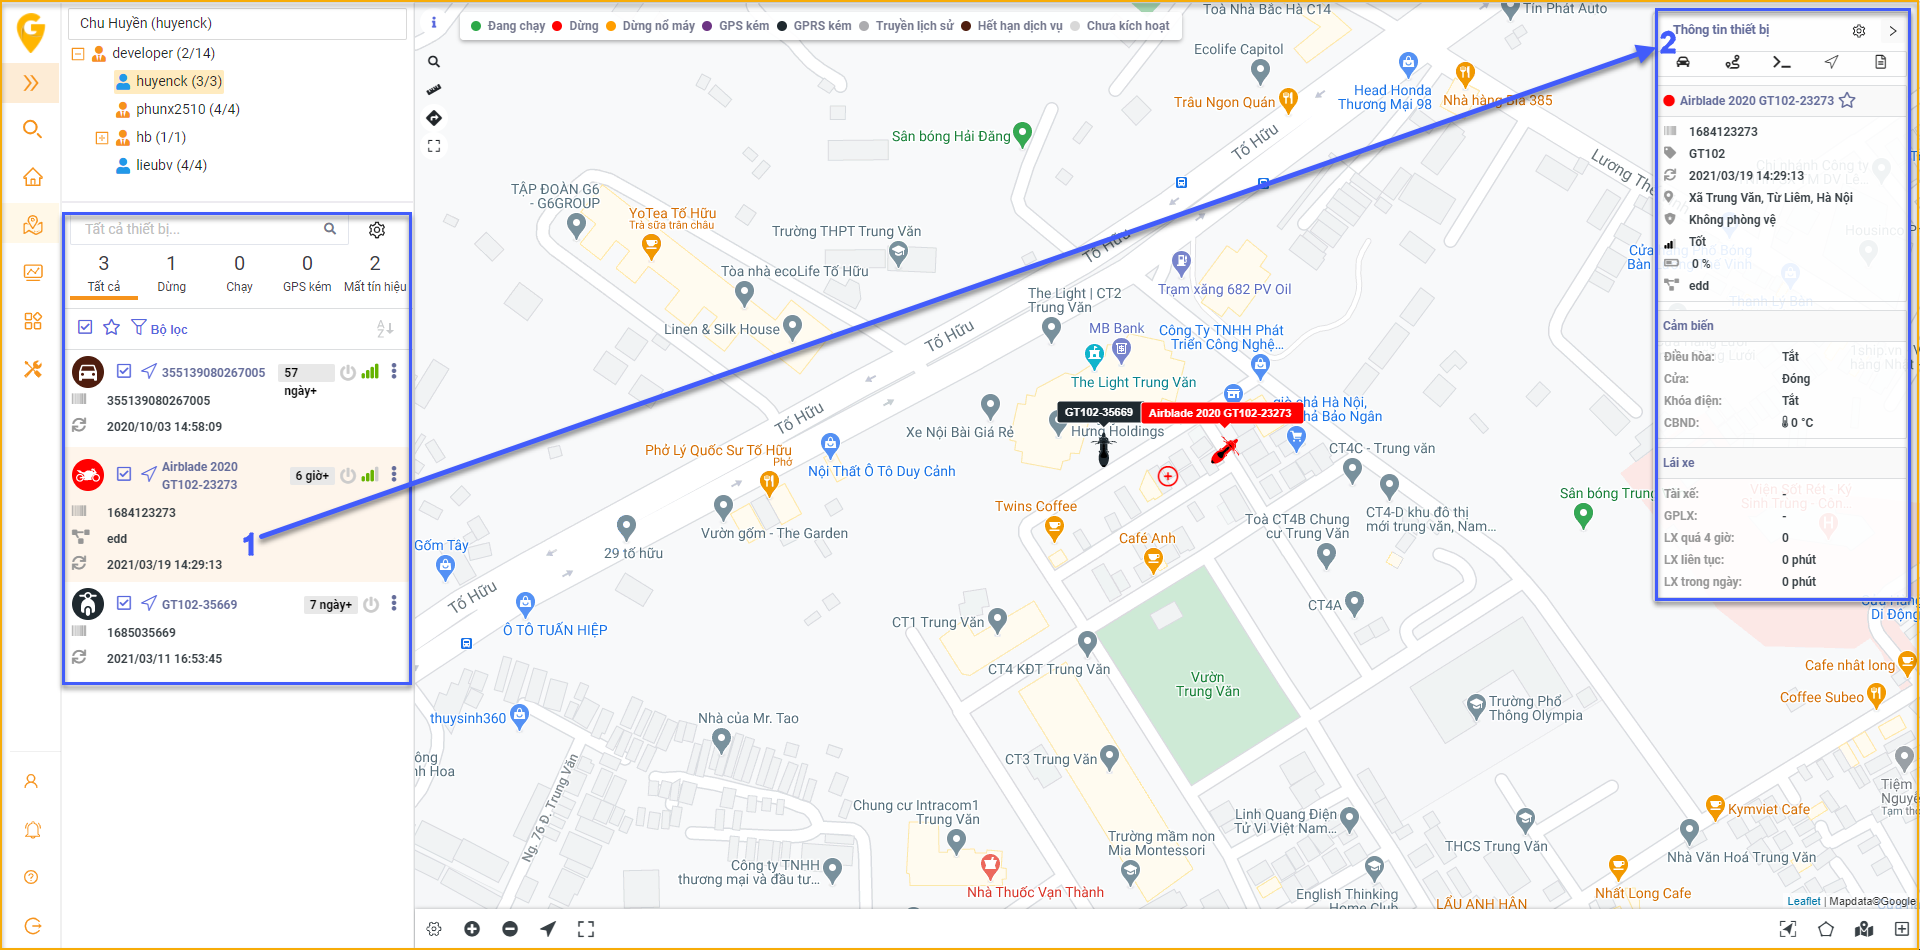 Chu Huyền (huyenck)
developer (2/14)
huyenck (3/3)
phunx2510 (4/4)
hb (1/1)
lieubv (4/4)
Tất cả thiết bị...
3 1 0 0 2
Tất cả Dừng Chạy GPS kém Mất tín hiệu
Bộ lọc
355139080267005
57 ngày+
355139080267005
2020/10/03 14:58:09
Airblade 2020
GT102-23273
6 giờ+
1684123273
edd
2021/03/19 14:29:13
1
GT102-35669
7 ngày+
1685035669
2021/03/11 16:53:45
Đang chạy Dừng Dừng nổ máy GPS kém GPRS kém Truyền lịch sử Hết hạn dịch vụ Chưa kích hoạt
Toà Nhà Bắc Hà C14
Tín Phát Auto
Ecolife Capitol
Trâu Ngon Quán
Head Honda
Thương Mại 98
Nhà hàng Bia 385
Sân bóng Hải Đăng
Tố Hữu
Lương Thế
TẬP ĐOÀN G6
- G6GROUP
YoTea Tố Hữu
Trà sữa trân châu
Trường THPT Trung Văn
Tố Hữu
Tòa nhà ecoLife Tố Hữu
Trạm xăng 682 PV Oil
The Light | CT2
Trung Văn
Linen & Silk House
Tố Hữu
MB Bank
Công Ty TNHH Phát
Triển Công Nghệ...
The Light Trung Văn
Tố Hữu
GT102-35669
Airblade 2020 GT102-23273
Hưng Holdings
Xe Nội Bài Giá Rẻ
Phở Lý Quốc Sư Tố Hữu
Phở
Nội Thất Ô Tô Duy Cảnh
CT4C - Trung văn
Sân bóng Trung
Twins Coffee
Vườn gốm - The Garden
29 tố hữu
Gốm Tây
Café Anh
Toà CT4B Chung
cư Trung Văn
CT4-D khu đô thị
mới trung văn, Nam...
Tố Hữu
Ô TÔ TUẤN HIỆP
CT1 Trung Văn
CT4A
CT4 KĐT Trung Văn
Vườn
Trung Văn
thuysinh360
Nhà của Mr. Tao
Trường Phổ
Thông Olympia
Cafe nhât long
Coffee Subeo
CT3 Trung Văn
Ng. 76 Đ. Trung Văn
Chung cư Intracom1
Trung Văn
Linh Quang Điện
Tử Vi Việt Nam...
Kymviet Cafe
Trường mầm non
Mia Montessori
THCS Trung Văn
Nhà Văn Hoá Trung Văn
Công ty TNHH
thương mại và đầu tư...
Nhà Thuốc Vạn Thành
English Thinking
Home Club
Nhất Long Cafe
LẨU ANH HÂN
Leaflet | Mapdata©Google
2
Thông tin thiết bị
Airblade 2020 GT102-23273
1684123273
GT102
2021/03/19 14:29:13
Xã Trung Văn, Từ Liêm, Hà Nội
Không phòng vệ
Tốt
0 %
edd
Cảm biến
Điều hòa: Tắt
Cửa: Đóng
Khóa điện: Tắt
CBND: 0 °C
Lái xe
Tài xế: -
GPLX: -
LX quá 4 giờ: 0
LX liên tục: 0 phút
LX trong ngày: 0 phút
Di Động